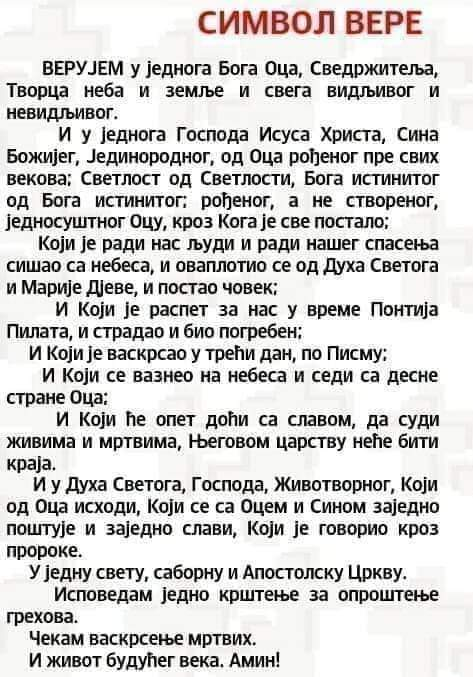 СИМВОЛ ВЕРЕ
ВЕРУЈЕМ у једнога Бога Оца, Сведржитеља,
Творца неба и земље и свега видљивог и
невидљивог.
И у једнога Господа Исуса Христа, Сина
Божијег, Јединородног, од Оца рођеног пре свих
векова; Светлост од Светлости, Бога истинитог
од Бога истинитог; рођеног, а не створеног,
једносуштног Оцу, кроз Кога је све постало;
Који је ради нас људи и ради нашег спасења
сишао са небеса, и оваплотио се од Духа Светога
и Марије Дјеве, и постао човек;
И Који је распет за нас у време Понтија
Пилата, и страдао и био погребен;
И Који је васкрсао у трећи дан, по Писму;
И Који се вазнео на небеса и седи са десне
стране Оца;
И Који ће опет доћи са славом, да суди
живима и мртвима, Његовом царству неће бити
краја.
И у Духа Светога, Господа, Животворног, Који
од Оца исходи, Који се са Оцем и Сином заједно
поштује и заједно слави, Који је говорио кроз
пророке.
У једну свету, саборну и Апостолску Цркву.
Исповедам једно крштење за опроштење
грехова.
Чекам васкрсење мртвих.
И живот будућег века. Амин!